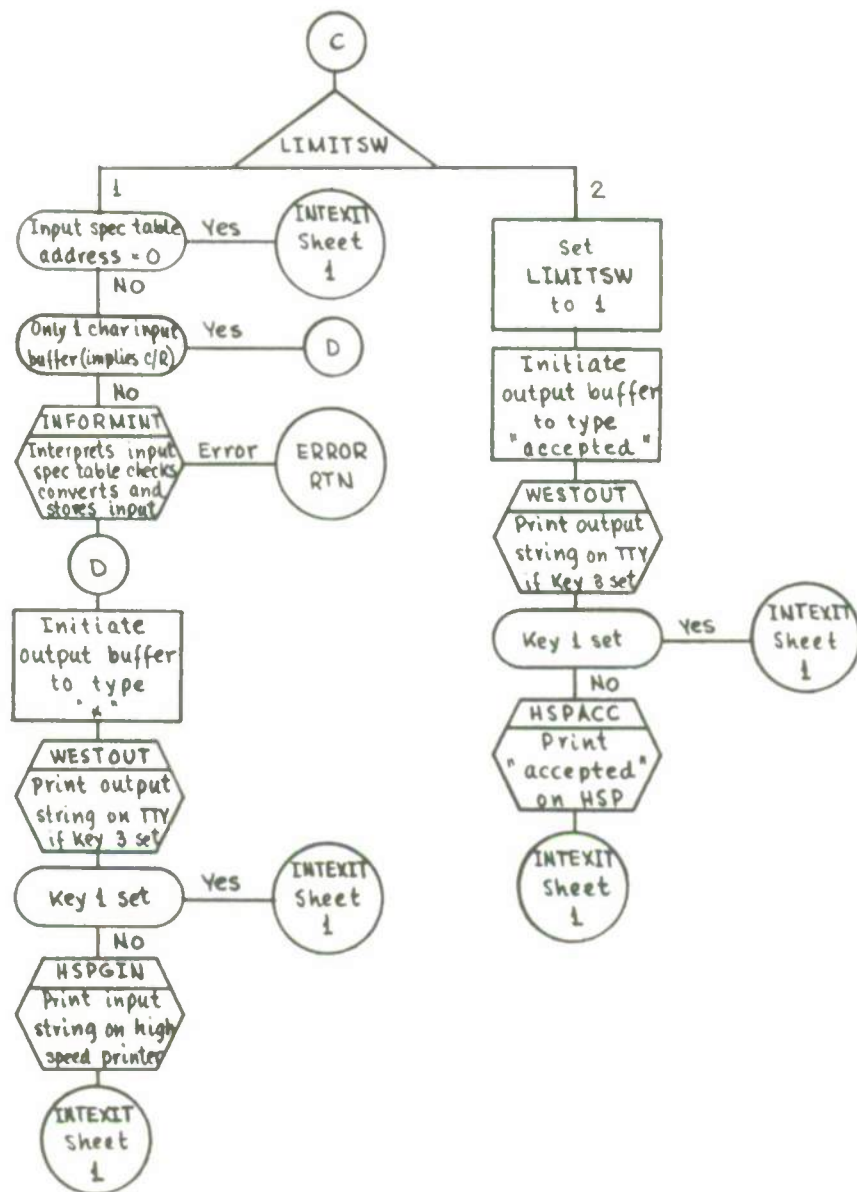 C
LIMITSW
1
Input spec table
address = 0
Yes
INTEXIT
Sheet
1
NO
Only 1 char input
buffer (implies C/R)
Yes
D
No
INFORMINT
Interprets input
spec table checks
converts and
stores input
Error
ERROR
RTN
D
Initiate
output buffer
to type
"*"
WESTOUT
Print output
string on TTY
if Key 3 set
Key 1 set
Yes
INTEXIT
Sheet
1
NO
HSPGIN
Print input
string on high
speed printer
INTEXIT
Sheet
1
2
Set
LIMITSW
to 1
Initiate
output buffer
to type
"accepted"
WESTOUT
Print output
string on TTY
if Key 3 set
Key 1 set
Yes
INTEXIT
Sheet
1
NO
HSPACC
Print
"accepted"
on HSP
INTEXIT
Sheet
1